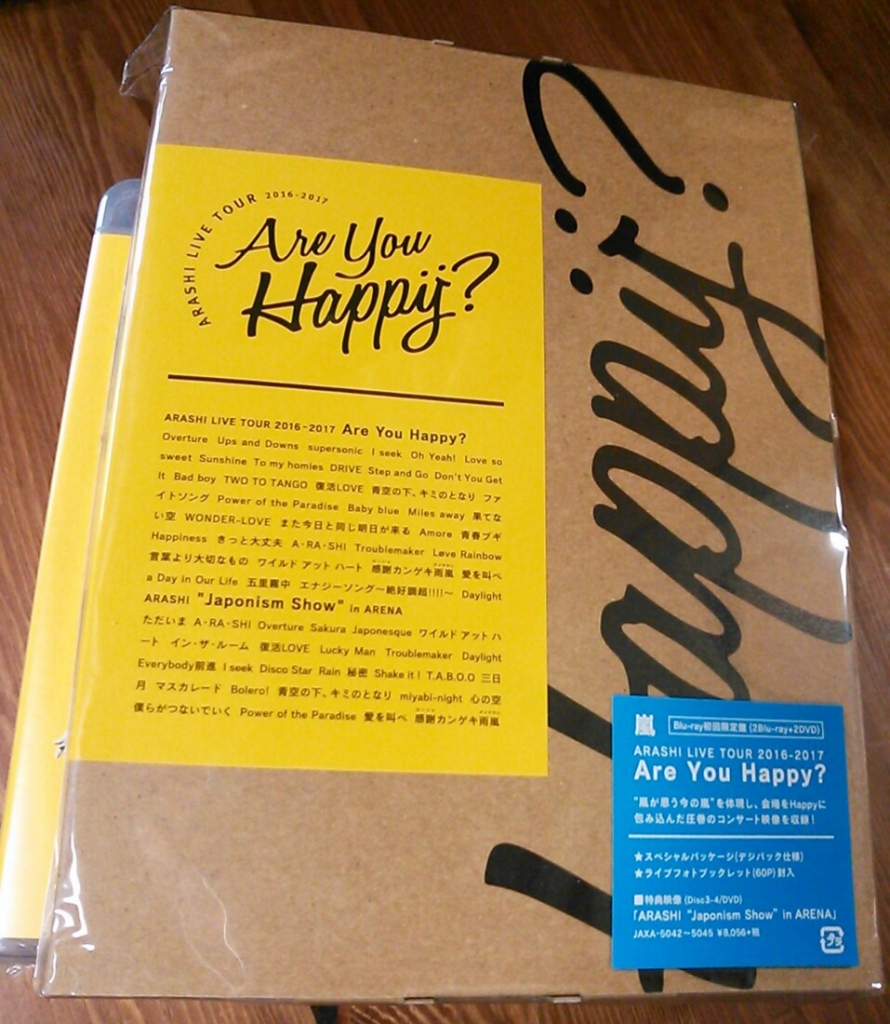 ARASHI LIVE TOUR 2016-2017
Are You
Happy?
ARASHI LIVE TOUR 2016-2017 Are You Happy?
Overture Ups and Downs supersonic I seek Oh Yeah! Love so
sweet Sunshine To my homies DRIVE Step and Go Don't You Get
It Bad boy TWO TO TANGO 復活LOVE 青空の下、キミのとなり ファ
イトソング Power of the Paradise Baby blue Miles away 果てな
い空 WONDER-LOVE また今日と同じ明日が来る Amore 青春ブギ
Happiness きっと大丈夫 A・RA・SHI Troublemaker Løve Rainbow
言葉より大切なもの ワイルド アット ハート 感謝カンゲキ雨嵐 愛を叫べ
a Day in Our Life 五里霧中 エナジーソング〜絶好調超!!!!〜 Daylight
ARASHI "Japonism Show" in ARENA
ただいま A・RA・SHI Overture Sakura Japonesque ワイルド アット ハ
ート イン・ザ・ルーム 復活LOVE Lucky Man Troublemaker Daylight
Everybody前進 I seek Disco Star Rain 秘密 Shake it! T.A.B.O.O 三日
月 マスカレード Bolero! 青空の下、キミのとなり miyabi-night 心の空
僕らがつないでいく Power of the Paradise 愛を叫べ 感謝カンゲキ雨嵐
Happy?
嵐 Blu-ray初回限定盤 (2Blu-ray+2DVD)
ARASHI LIVE TOUR 2016-2017
Are You Happy?
"嵐が思う今の嵐"を体現し、会場をHappyに
包み込んだ圧巻のコンサート映像を収録!
★スペシャルパッケージ(デジパック仕様)
★ライブフォトブックレット(60P)封入
■特典映像 (Disc3-4/DVD)
「ARASHI "Japonism Show" in ARENA」
JAXA-5042〜5045 ¥8,056+税